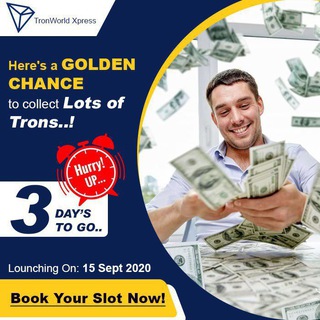 TronWorld Xpress
Here's a GOLDEN
CHANCE
to collect Lots of
Trons..!
Hurry!
UP...
3 DAY'S
TO GO..
Lounching On: 15 Sept 2020
Book Your Slot Now!